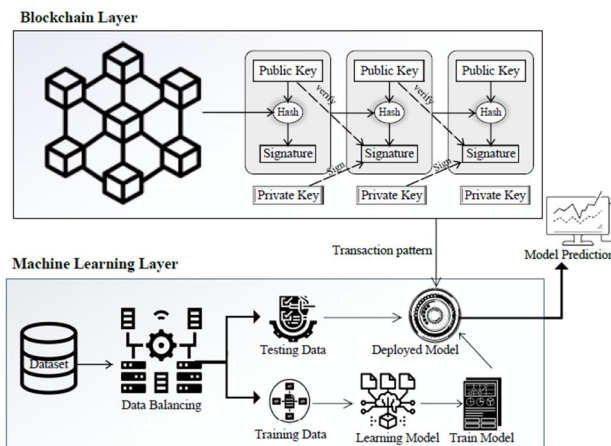 Blockchain Layer
Public Key Public Key Public Key
verify verify
Hash Hash Hash
Signature Signature Signature
Sign Sign
Private Key Private Key Private Key
Transaction pattern
Model Prediction
Machine Learning Layer
Dataset
Data Balancing
Testing Data
Deployed Model
Training Data
Learning Model
Train Model